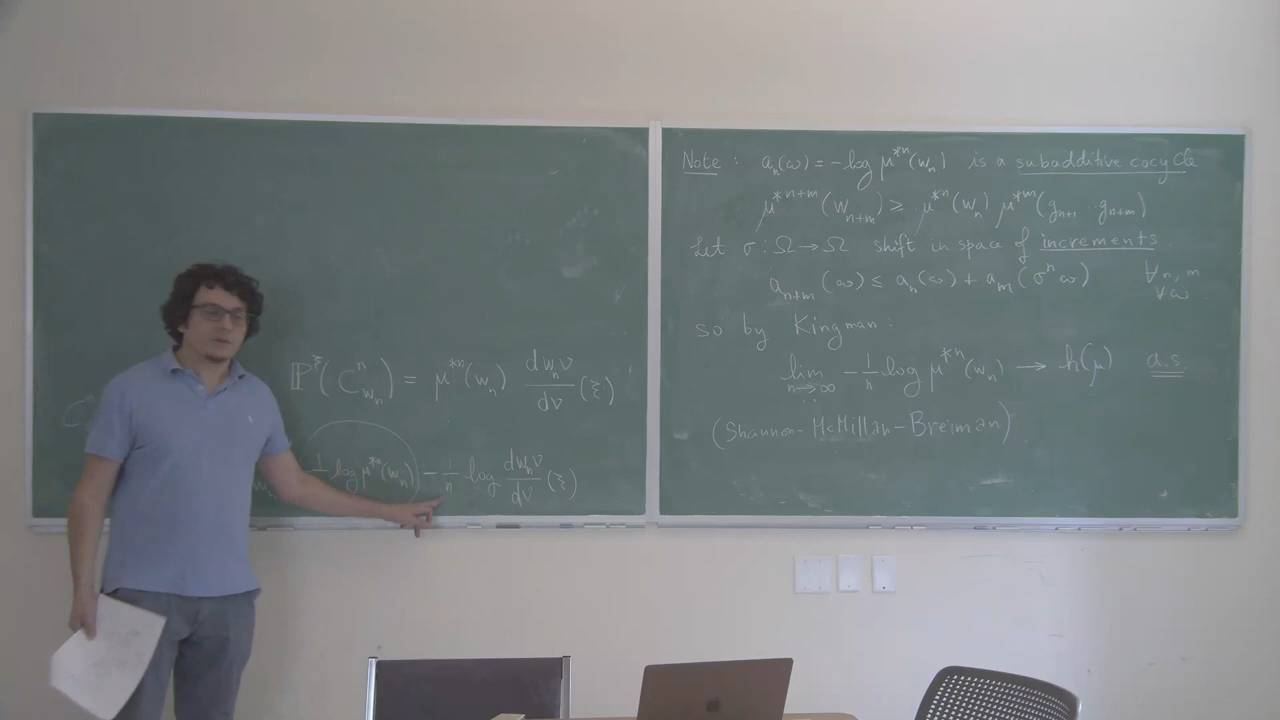 ℙ^ξ(C^n_{w_n}) = μ^{*n}(w_n) dw_nν/dν (ξ)
C^n
1/n log μ^{*n}(w_n) - 1/n log dw_nν/dν (ξ)
Note: a_n(ω) = -log μ^{*n}(w_n) is a subadditive cocycle
μ^{*n+m}(w_{n+m}) ≥ μ^{*n}(w_n) μ^{*m}(g_{n+1} ⋯ g_{n+m})
Let σ: Ω→Ω shift in space of increments
a_{n+m}(ω) ≤ a_n(ω) + a_m(σ^n ω) ∀n, m ∀ω
so by Kingman:
lim_{n→∞} -1/n log μ^{*n}(w_n) → h(μ) a.s.
(Shannon-McMillan-Breiman)